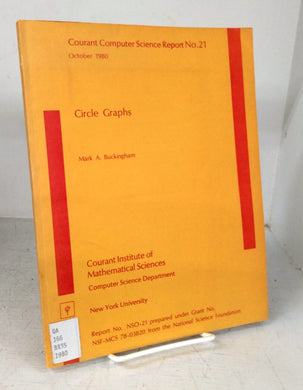 Courant Computer Science Report No. 21
October 1980
Circle Graphs
Mark A. Buckingham
Courant Institute of
Mathematical Sciences
Computer Science Department
New York University
Report No. NSO-21 prepared under Grant No.
NSF-MCS 78-03820 from the National Science Foundation
QA
166
B835
1980